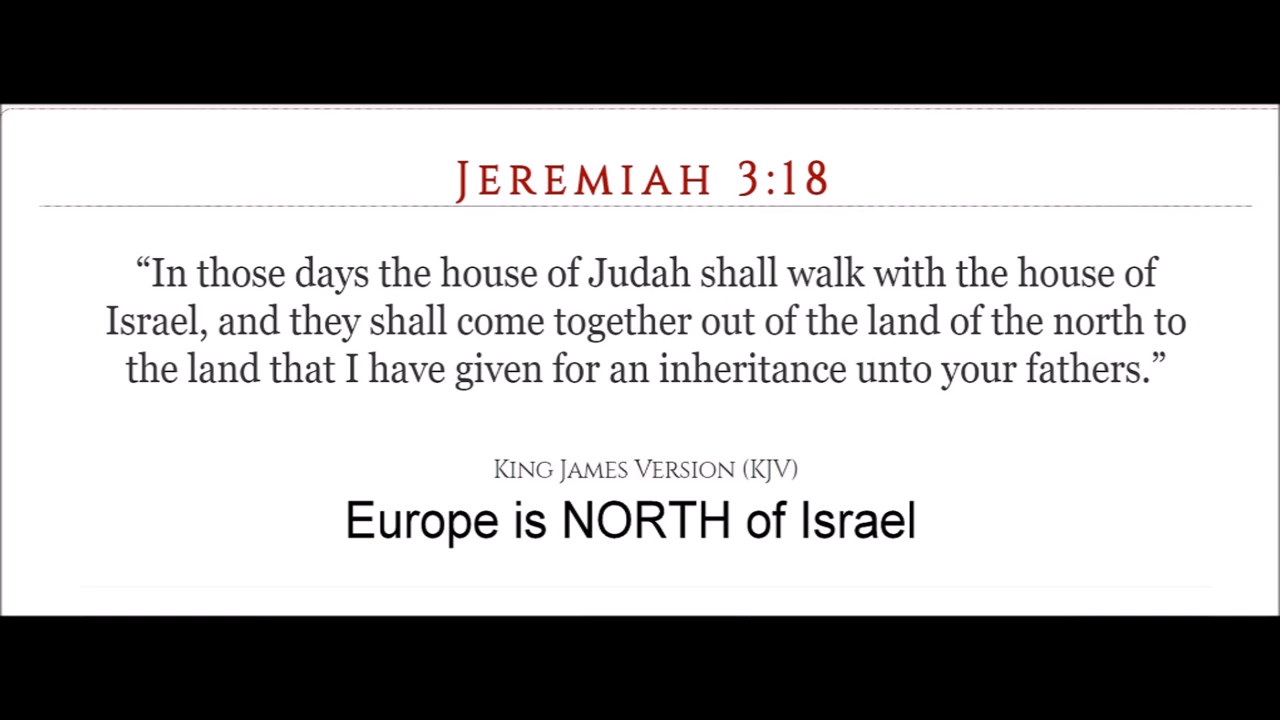 JEREMIAH 3:18
“In those days the house of Judah shall walk with the house of
Israel, and they shall come together out of the land of the north to
the land that I have given for an inheritance unto your fathers.”
KING JAMES VERSION (KJV)
Europe is NORTH of Israel